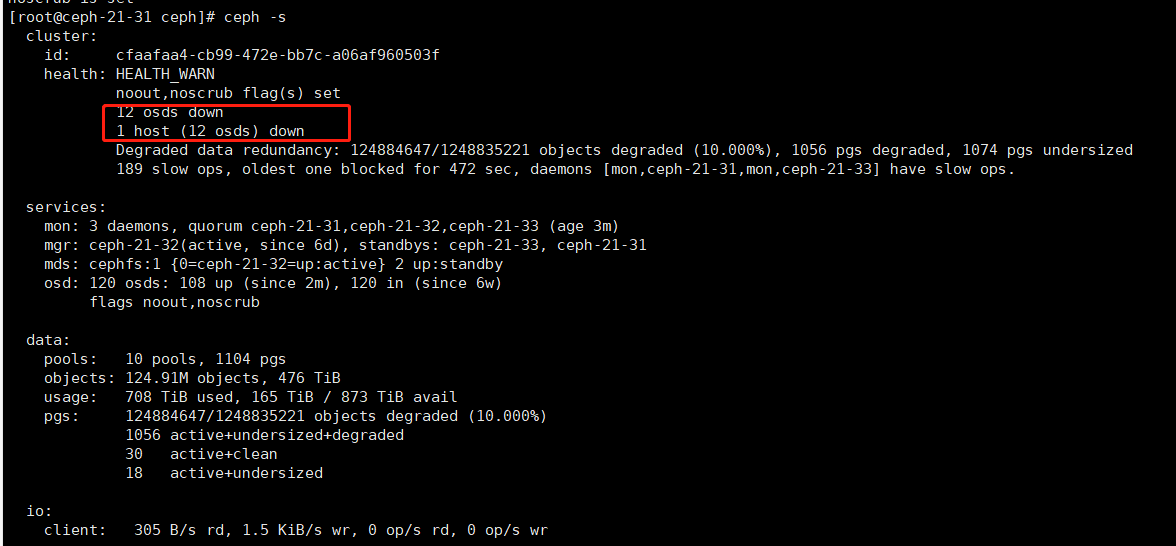 noscrub is set
[root@ceph-21-31 ceph]# ceph -s
  cluster:
    id:     cfaafaa4-cb99-472e-bb7c-a06af960503f
    health: HEALTH_WARN
            noout,noscrub flag(s) set
            12 osds down
            1 host (12 osds) down
            Degraded data redundancy: 124884647/1248835221 objects degraded (10.000%), 1056 pgs degraded, 1074 pgs undersized
            189 slow ops, oldest one blocked for 472 sec, daemons [mon,ceph-21-31,mon,ceph-21-33] have slow ops.
  services:
    mon: 3 daemons, quorum ceph-21-31,ceph-21-32,ceph-21-33 (age 3m)
    mgr: ceph-21-32(active, since 6d), standbys: ceph-21-33, ceph-21-31
    mds: cephfs:1 {0=ceph-21-32=up:active} 2 up:standby
    osd: 120 osds: 108 up (since 2m), 120 in (since 6w)
         flags noout,noscrub
  data:
    pools:   10 pools, 1104 pgs
    objects: 124.91M objects, 476 TiB
    usage:   708 TiB used, 165 TiB / 873 TiB avail
    pgs:     124884647/1248835221 objects degraded (10.000%)
             1056 active+undersized+degraded
             30   active+clean
             18   active+undersized
  io:
    client:   305 B/s rd, 1.5 KiB/s wr, 0 op/s rd, 0 op/s wr